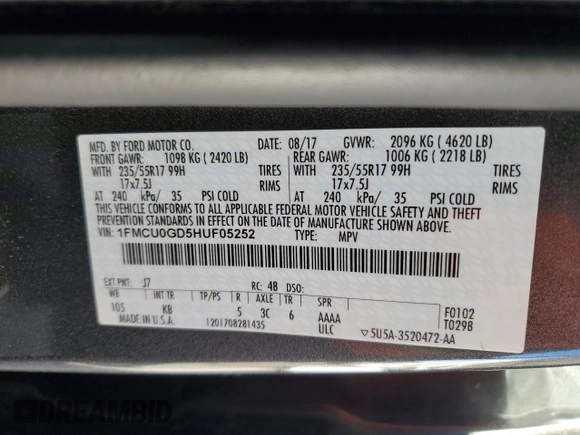 MFD. BY FORD MOTOR CO. DATE: 08/17 GVWR: 2096 KG ( 4620 LB)
FRONT GAWR: 1098 KG ( 2420 LB) REAR GAWR: 1006 KG ( 2218 LB)
WITH 235/55R17 99H TIRES WITH 235/55R17 99H TIRES
17x7.5J RIMS 17x7.5J RIMS
AT 240 kPa/ 35 PSI COLD AT 240 kPa/ 35 PSI COLD
THIS VEHICLE CONFORMS TO ALL APPLICABLE FEDERAL MOTOR VEHICLE SAFETY AND THEFT
PREVENTION STANDARDS IN EFFECT ON THE DATE OF MANUFACTURE SHOWN ABOVE.
VIN: 1FMCU0GD5HUF05252 TYPE: MPV
EXT PNT: J7 RC: 48 DSO:
WB INT TR TP/PS R AXLE TR SPR
105 KB 5 3C 6 AAAA F0102
ULC T0298
MADE IN U.S.A. 1201708281435 ▽5U5A-3520472-AA
DREAMBID